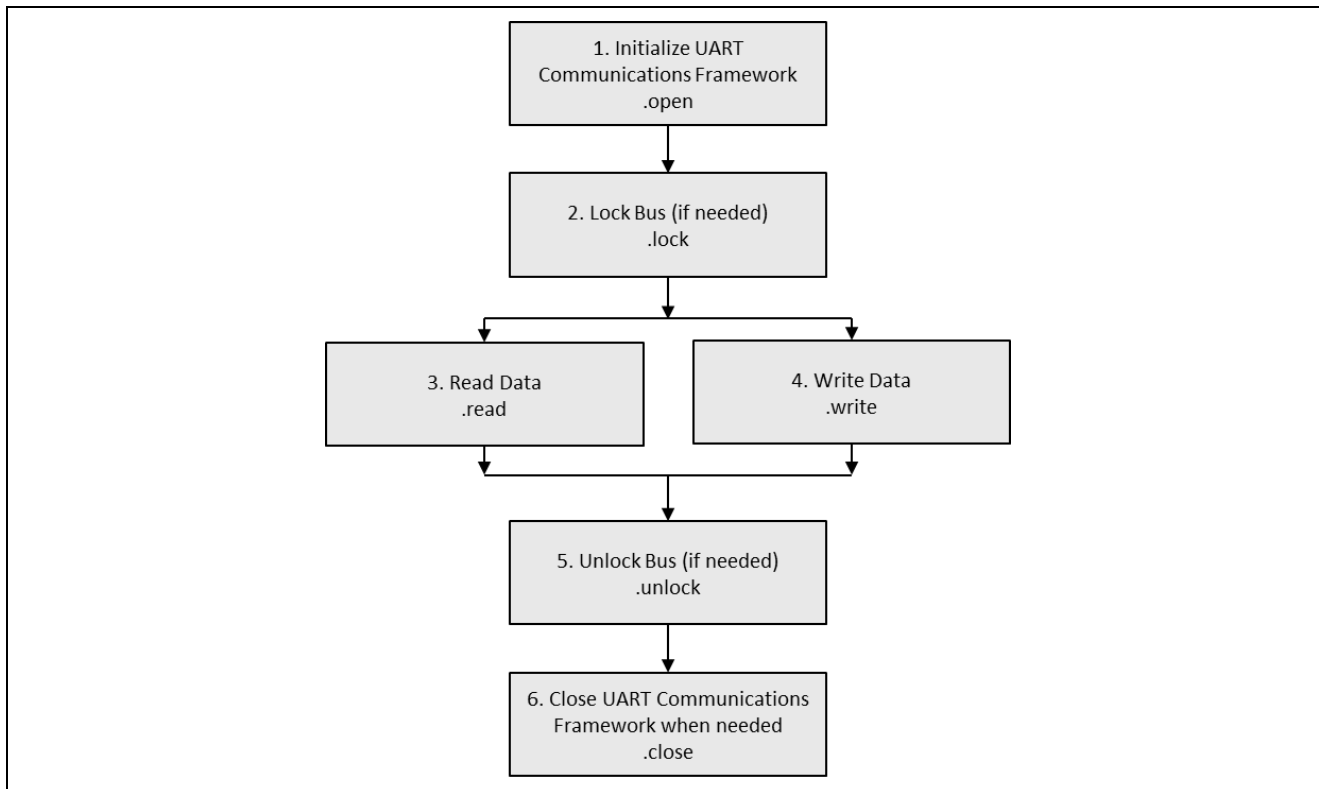 1. Initialize UART
Communications Framework
.open
2. Lock Bus (if needed)
.lock
3. Read Data
.read
4. Write Data
.write
5. Unlock Bus (if needed)
.unlock
6. Close UART Communications
Framework when needed
.close